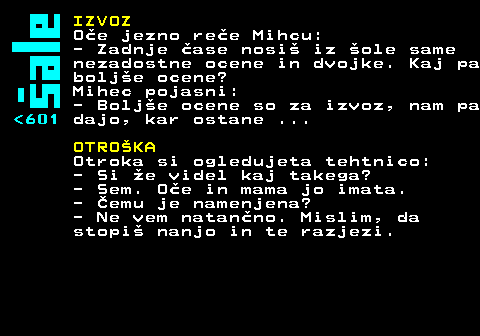 šale
<601
IZVOZ
Oče jezno reče Mihcu:
- Zadnje čase nosiš iz šole same
nezadostne ocene in dvojke. Kaj pa
boljše ocene?
Mihec pojasni:
- Boljše ocene so za izvoz, nam pa
dajo, kar ostane ...
OTROŠKA
Otroka si ogledujeta tehtnico:
- Si že videl kaj takega?
- Sem. Oče in mama jo imata.
- Čemu je namenjena?
- Ne vem natančno. Mislim, da
stopiš nanjo in te razjezi.